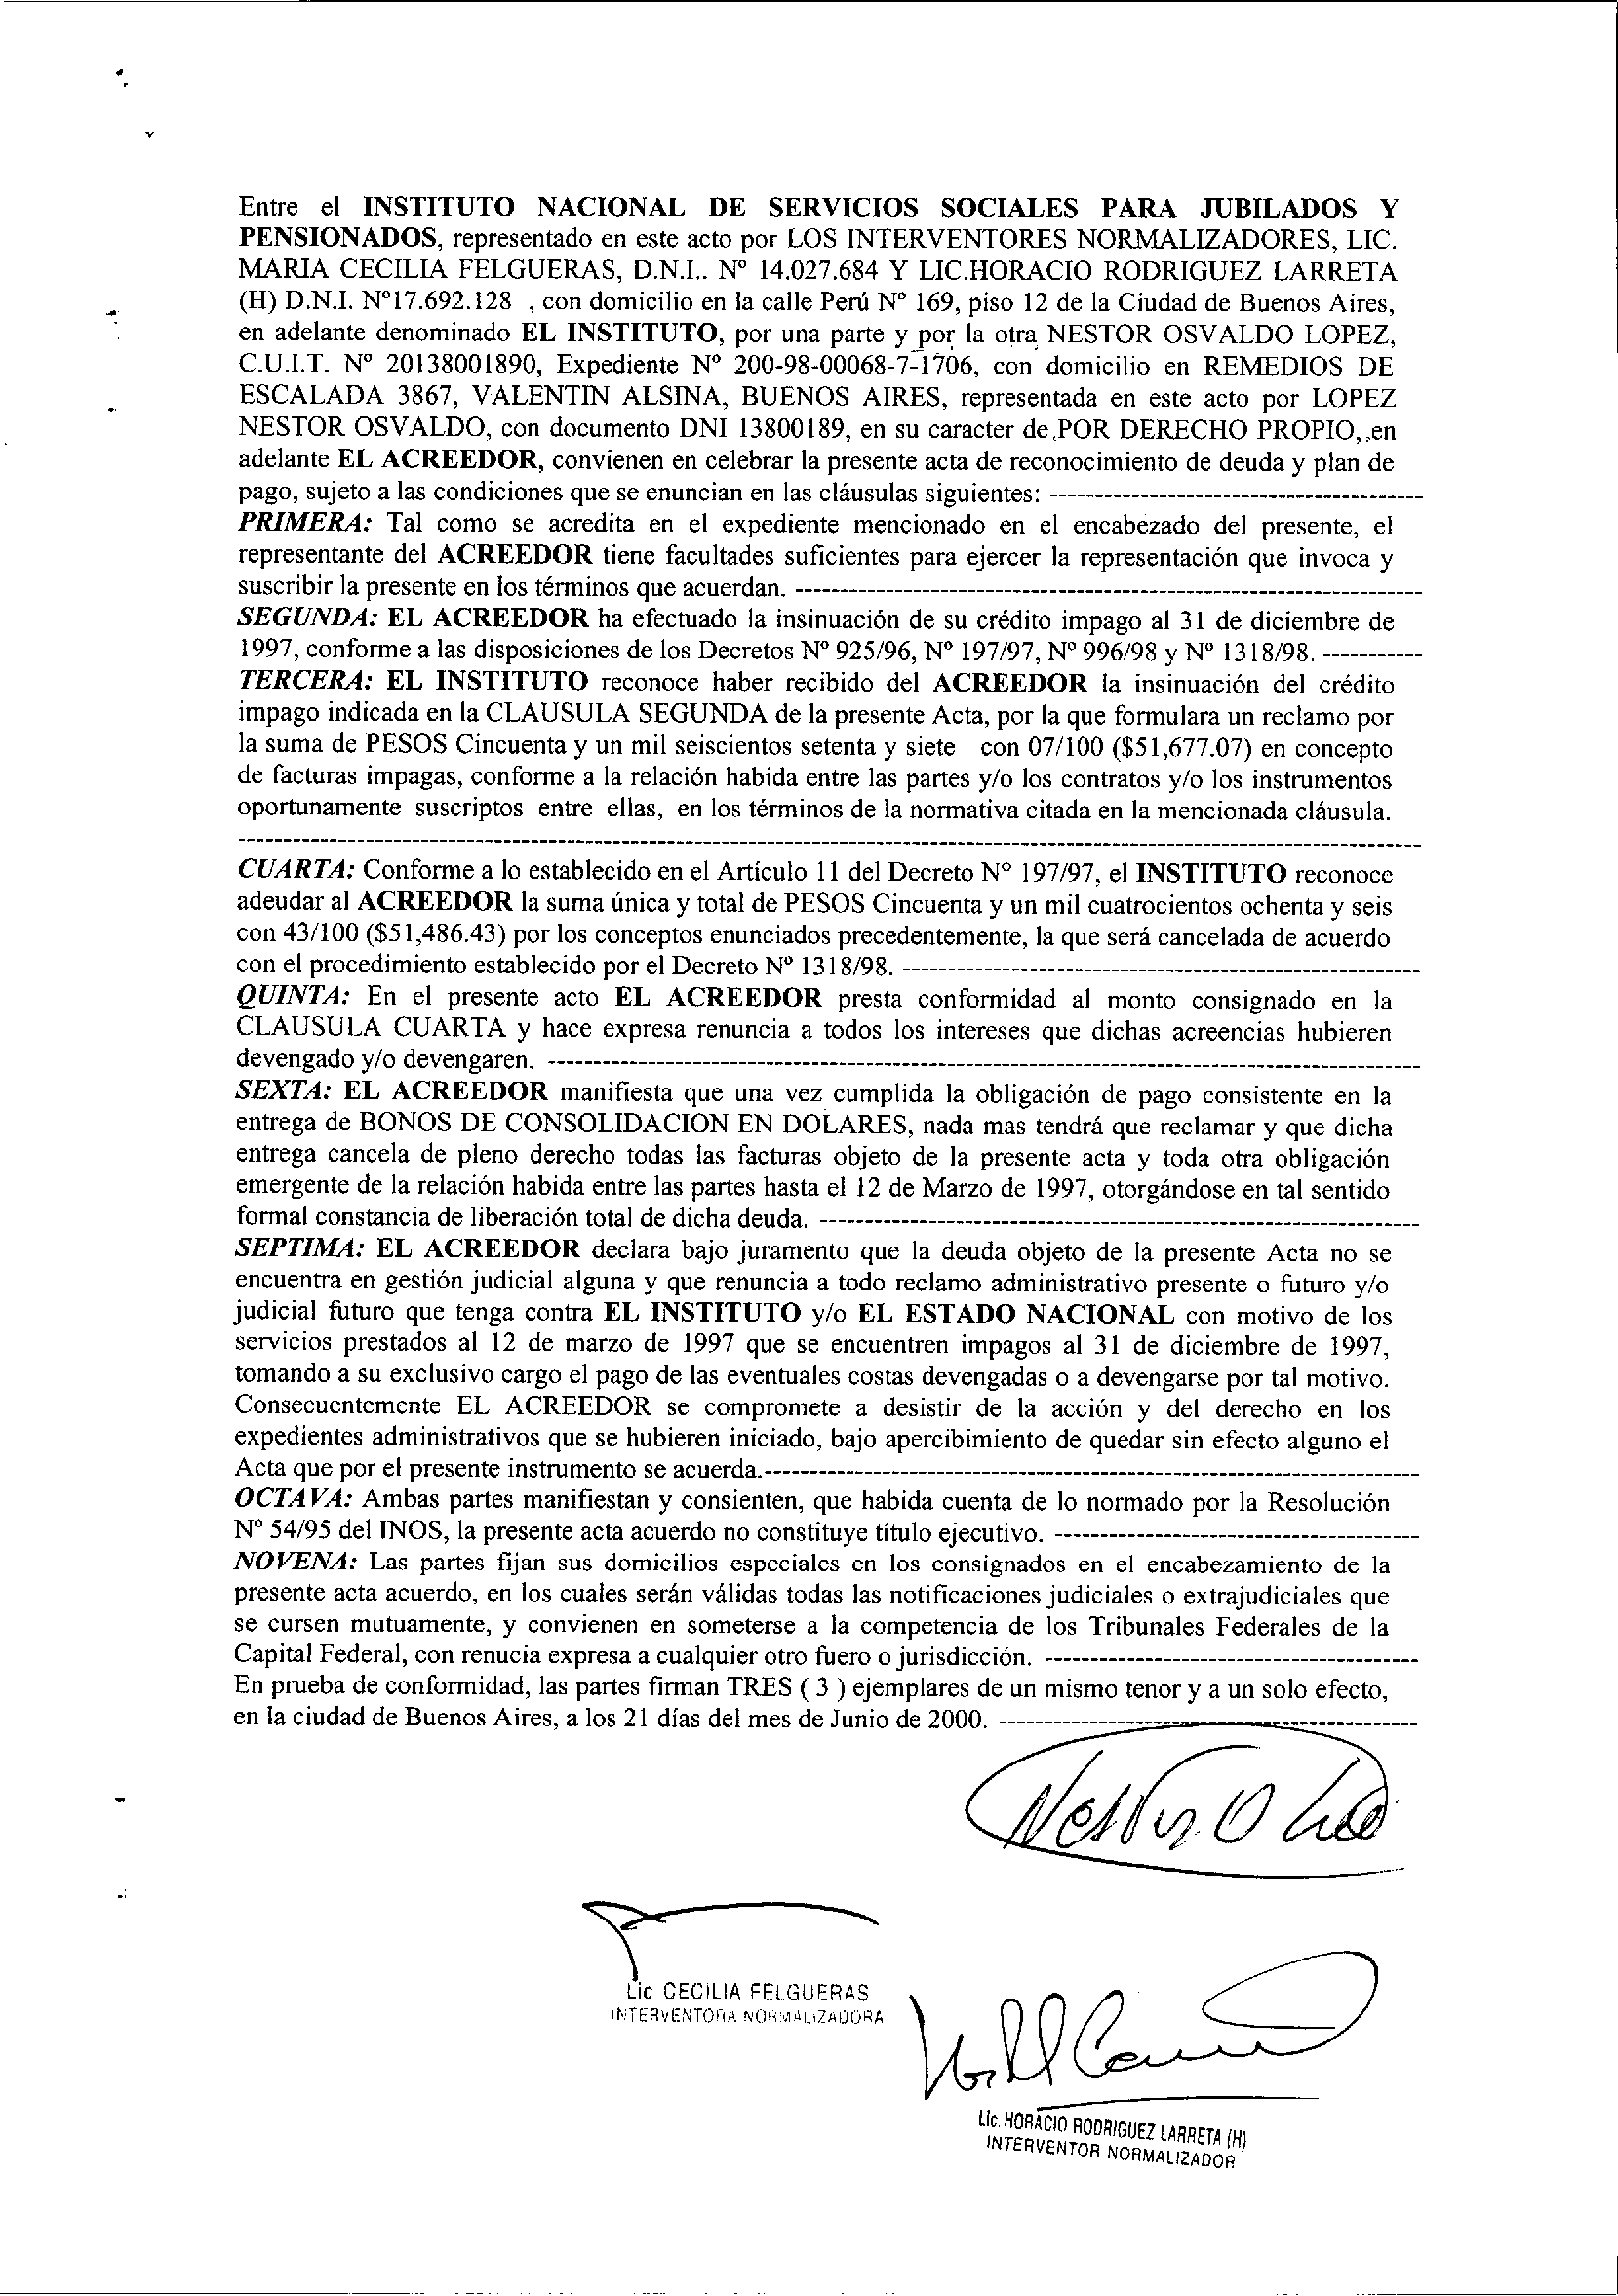 Entre el INSTITUTO NACIONAL DE SERVICIOS SOCIALES PARA JUBILADOS Y
PENSIONADOS, representado en este acto por LOS INTERVENTORES NORMALIZADORES, LIC.
MARIA CECILIA FELGUERAS, D.N.I.. Nº 14.027.684 Y LIC.HORACIO RODRIGUEZ LARRETA
(H) D.N.I. Nº17.692.128 , con domicilio en la calle Perú Nº 169, piso 12 de la Ciudad de Buenos Aires,
en adelante denominado EL INSTITUTO, por una parte y por la otra NESTOR OSVALDO LOPEZ,
C.U.I.T. Nº 20138001890, Expediente Nº 200-98-00068-7-1706, con domicilio en REMEDIOS DE
ESCALADA 3867, VALENTIN ALSINA, BUENOS AIRES, representada en este acto por LOPEZ
NESTOR OSVALDO, con documento DNI 13800189, en su caracter de POR DERECHO PROPIO, ,en
adelante EL ACREEDOR, convienen en celebrar la presente acta de reconocimiento de deuda y plan de
pago, sujeto a las condiciones que se enuncian en las cláusulas siguientes: ----------------------------------------
PRIMERA: Tal como se acredita en el expediente mencionado en el encabezado del presente, el
representante del ACREEDOR tiene facultades suficientes para ejercer la representación que invoca y
suscribir la presente en los términos que acuerdan. --------------------------------------------------------------------
SEGUNDA: EL ACREEDOR ha efectuado la insinuación de su crédito impago al 31 de diciembre de
1997, conforme a las disposiciones de los Decretos Nº 925/96, Nº 197/97, Nº 996/98 y Nº 1318/98. -----------
TERCERA: EL INSTITUTO reconoce haber recibido del ACREEDOR la insinuación del crédito
impago indicada en la CLAUSULA SEGUNDA de la presente Acta, por la que formulara un reclamo por
la suma de PESOS Cincuenta y un mil seiscientos setenta y siete con 07/100 ($51,677.07) en concepto
de facturas impagas, conforme a la relación habida entre las partes y/o los contratos y/o los instrumentos
oportunamente suscriptos entre ellas, en los términos de la normativa citada en la mencionada cláusula.
--------------------------------------------------------------------------------------------------------------------------------
CUARTA: Conforme a lo establecido en el Artículo 11 del Decreto Nº 197/97, el INSTITUTO reconoce
adeudar al ACREEDOR la suma única y total de PESOS Cincuenta y un mil cuatrocientos ochenta y seis
con 43/100 ($51,486.43) por los conceptos enunciados precedentemente, la que será cancelada de acuerdo
con el procedimiento establecido por el Decreto Nº 1318/98. --------------------------------------------------------
QUINTA: En el presente acto EL ACREEDOR presta conformidad al monto consignado en la
CLAUSULA CUARTA y hace expresa renuncia a todos los intereses que dichas acreencias hubieren
devengado y/o devengaren. -----------------------------------------------------------------------------------------------
SEXTA: EL ACREEDOR manifiesta que una vez cumplida la obligación de pago consistente en la
entrega de BONOS DE CONSOLIDACION EN DOLARES, nada mas tendrá que reclamar y que dicha
entrega cancela de pleno derecho todas las facturas objeto de la presente acta y toda otra obligación
emergente de la relación habida entre las partes hasta el 12 de Marzo de 1997, otorgándose en tal sentido
formal constancia de liberación total de dicha deuda. -----------------------------------------------------------------
SEPTIMA: EL ACREEDOR declara bajo juramento que la deuda objeto de la presente Acta no se
encuentra en gestión judicial alguna y que renuncia a todo reclamo administrativo presente o futuro y/o
judicial futuro que tenga contra EL INSTITUTO y/o EL ESTADO NACIONAL con motivo de los
servicios prestados al 12 de marzo de 1997 que se encuentren impagos al 31 de diciembre de 1997,
tomando a su exclusivo cargo el pago de las eventuales costas devengadas o a devengarse por tal motivo.
Consecuentemente EL ACREEDOR se compromete a desistir de la acción y del derecho en los
expedientes administrativos que se hubieren iniciado, bajo apercibimiento de quedar sin efecto alguno el
Acta que por el presente instrumento se acuerda.-----------------------------------------------------------------------
OCTAVA: Ambas partes manifiestan y consienten, que habida cuenta de lo normado por la Resolución
Nº 54/95 del INOS, la presente acta acuerdo no constituye título ejecutivo. ---------------------------------------
NOVENA: Las partes fijan sus domicilios especiales en los consignados en el encabezamiento de la
presente acta acuerdo, en los cuales serán válidas todas las notificaciones judiciales o extrajudiciales que
se cursen mutuamente, y convienen en someterse a la competencia de los Tribunales Federales de la
Capital Federal, con renucia expresa a cualquier otro fuero o jurisdicción. ----------------------------------------
En prueba de conformidad, las partes firman TRES ( 3 ) ejemplares de un mismo tenor y a un solo efecto,
en la ciudad de Buenos Aires, a los 21 días del mes de Junio de 2000. ---------------------------------------------
Lic CECILIA FELGUERAS
INTERVENTORA NORMALIZADORA
Lic. HORACIO RODRIGUEZ LARRETA (H)
INTERVENTOR NORMALIZADOR